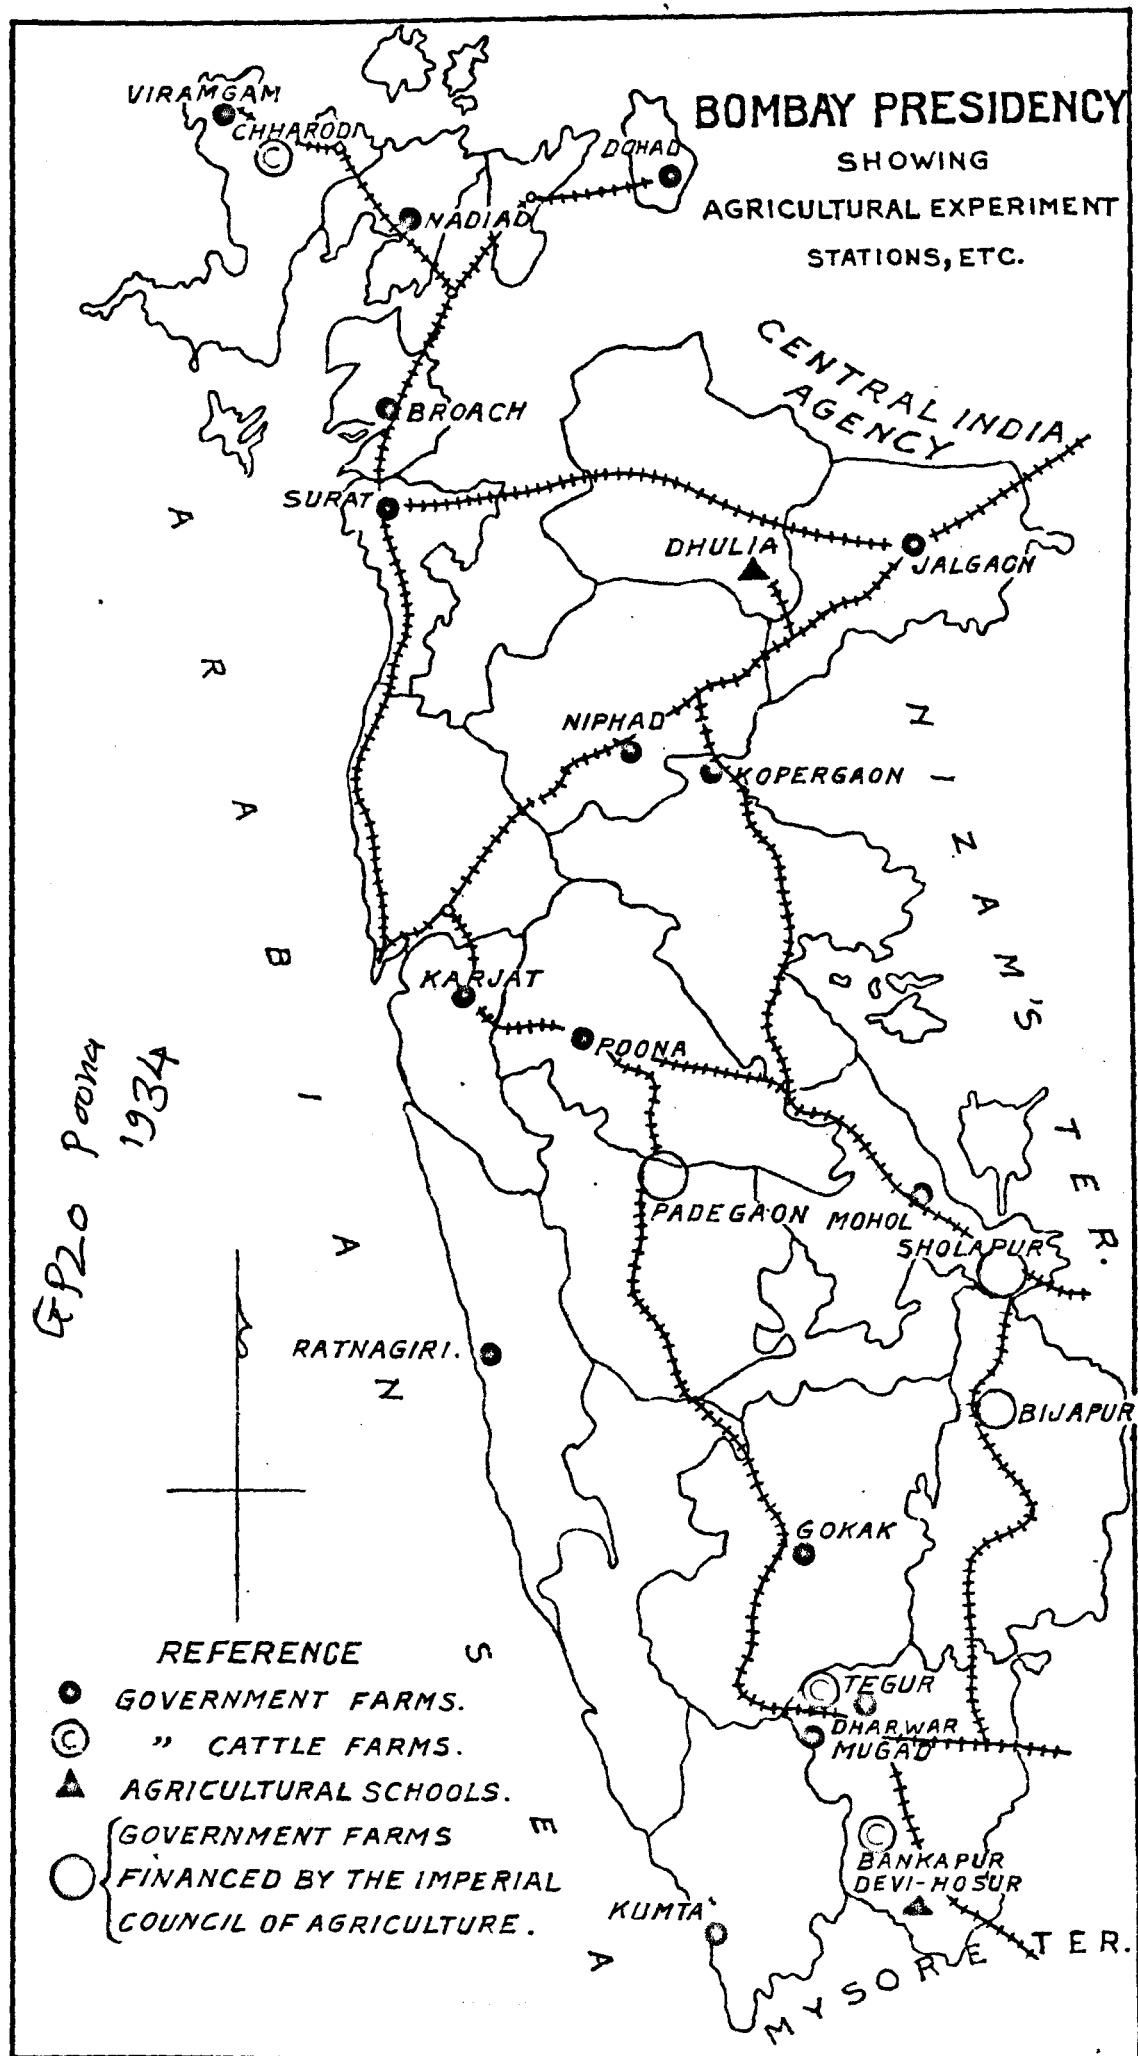 BOMBAY PRESIDENCY
SHOWING
AGRICULTURAL EXPERIMENT
STATIONS, ETC.
VIRAMGAM
CHHARODI
C
DOHAD
NADIAD
CENTRAL INDIA
AGENCY
BROACH
SURAT
DHULIA
JALGAON
NIPHAD
KOPERGAON
NIZAM'S TER.
KARJAT
POONA
PADEGAON
MOHOL
SHOLAPUR
RATNAGIRI.
BIJAPUR
GOKAK
C
TEGUR
DHARWAR
MUGAD
C
BANKAPUR
DEVI-HOSUR
KUMTA
MYSORE TER.
ARABIAN SEA
GP20 Poona
1934
REFERENCE
GOVERNMENT FARMS.
C
" CATTLE FARMS.
AGRICULTURAL SCHOOLS.
GOVERNMENT FARMS
FINANCED BY THE IMPERIAL
COUNCIL OF AGRICULTURE.